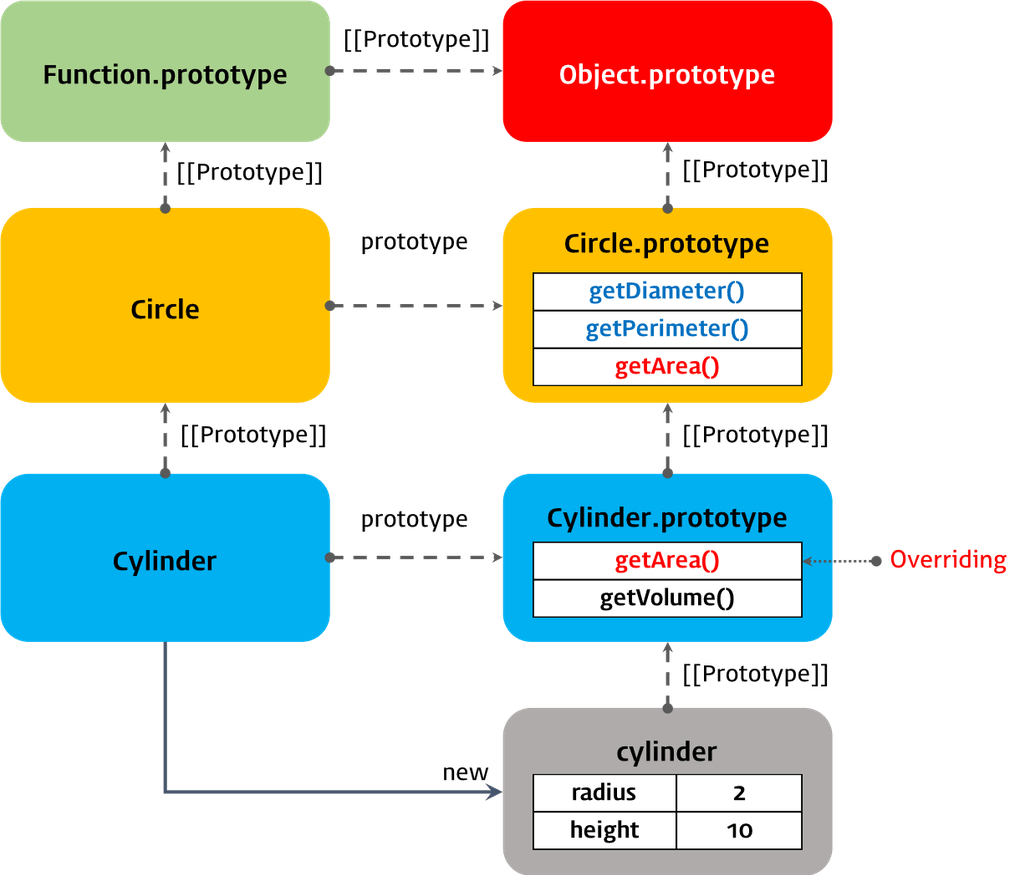 [[Prototype]]
Function.prototype
Object.prototype
[[Prototype]]
[[Prototype]]
prototype
Circle.prototype
getDiameter()
Circle
getPerimeter()
getArea()
[[Prototype]]
[[Prototype]]
prototype
Cylinder.prototype
Cylinder
getArea()
Overriding
getVolume()
[[Prototype]]
cylinder
new
radius 2
height 10